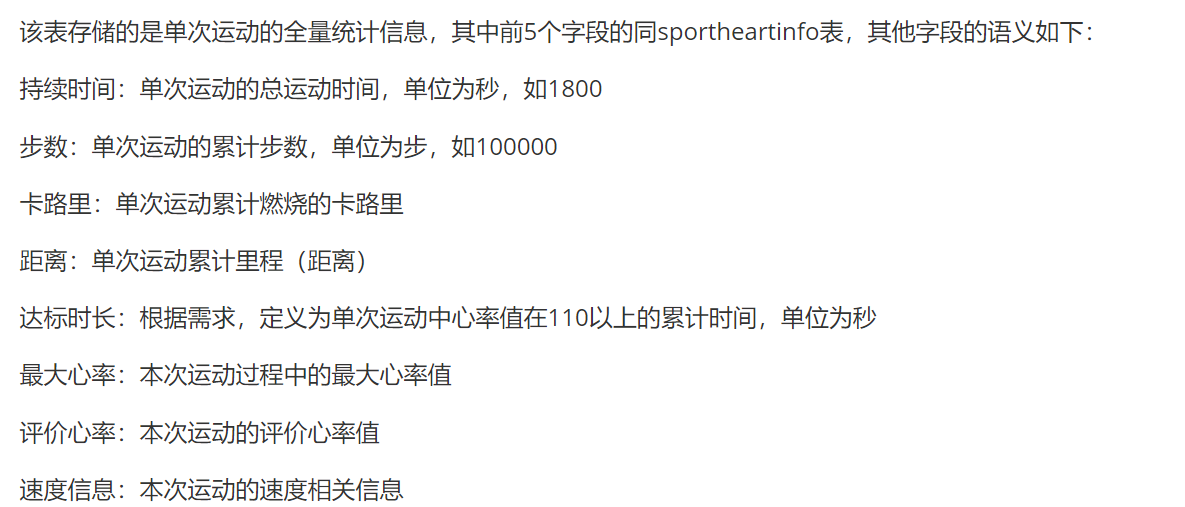 该表存储的是单次运动的全量统计信息，其中前5个字段的同sportheartinfo表，其他字段的语义如下：
持续时间：单次运动的总运动时间，单位为秒，如1800
步数：单次运动的累计步数，单位为步，如100000
卡路里：单次运动累计燃烧的卡路里
距离：单次运动累计里程（距离）
达标时长：根据需求，定义为单次运动中心率值在110以上的累计时间，单位为秒
最大心率：本次运动过程中的最大心率值
评价心率：本次运动的评价心率值
速度信息：本次运动的速度相关信息